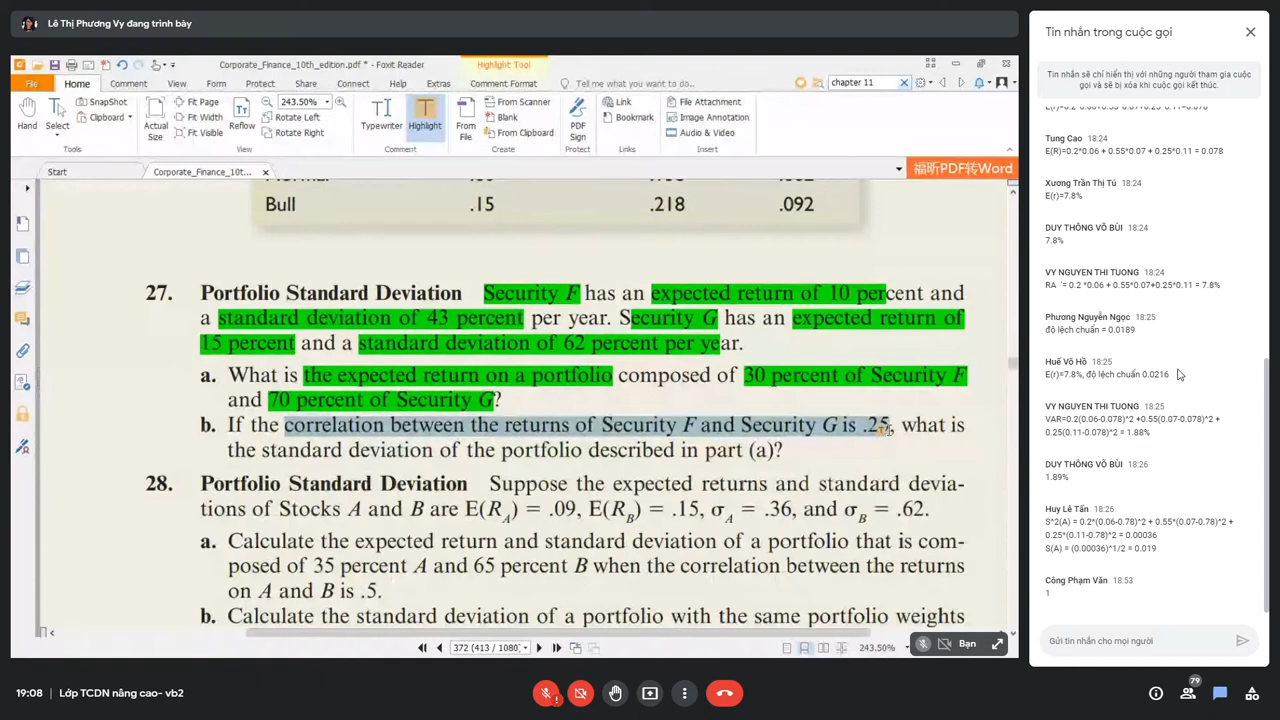 Lê Thị Phương Vy đang trình bày
Corporate_Finance_10th_edition.pdf * - Foxit Reader
Highlight Tool
File
Home
Comment
View
Form
Protect
Share
Connect
Help
Extras
Comment Format
Tell me what you want to do...
chapter 11
Hand
Select
SnapShot
Clipboard
Actual Size
Fit Page
Fit Width
Fit Visible
Reflow
243.50%
Rotate Left
Rotate Right
Typewriter
Highlight
From File
From Scanner
Blank
From Clipboard
PDF Sign
Link
Bookmark
File Attachment
Image Annotation
Audio & Video
Tools
View
Comment
Create
Protect
Links
Insert
Start
Corporate_Finance_10t...
福昕PDF转Word
Bull .15 .218 .092
27. Portfolio Standard Deviation Security F has an expected return of 10 percent and
a standard deviation of 43 percent per year. Security G has an expected return of
15 percent and a standard deviation of 62 percent per year.
a. What is the expected return on a portfolio composed of 30 percent of Security F
and 70 percent of Security G?
b. If the correlation between the returns of Security F and Security G is .25, what is
the standard deviation of the portfolio described in part (a)?
28. Portfolio Standard Deviation Suppose the expected returns and standard devia-
tions of Stocks A and B are E(R_A) = .09, E(R_B) = .15, σ_A = .36, and σ_B = .62.
a. Calculate the expected return and standard deviation of a portfolio that is com-
posed of 35 percent A and 65 percent B when the correlation between the returns
on A and B is .5.
b. Calculate the standard deviation of a portfolio with the same portfolio weights
372 (413 / 1080)
243.50%
Bạn
19:08 Lớp TCDN nâng cao- vb2
Tin nhắn trong cuộc gọi
Tin nhắn sẽ chỉ hiển thị với những người tham gia cuộc
gọi và sẽ bị xóa khi cuộc gọi kết thúc.
Tung Cao 18:24
E(R)=0.2*0.06 + 0.55*0.07 + 0.25*0.11 = 0.078
Xương Trần Thị Tú 18:24
E(r)=7.8%
DUY THÔNG VÕ BÙI 18:24
7.8%
VY NGUYEN THI TUONG 18:24
RA `= 0.2 *0.06 + 0.55*0.07+0.25*0.11 = 7.8%
Phương Nguyễn Ngọc 18:25
độ lệch chuẩn = 0.0189
Huế Võ Hồ 18:25
E(r)=7.8%, độ lệch chuẩn 0.0216
VY NGUYEN THI TUONG 18:25
VAR=0.2(0.06-0.078)^2 +0.55(0.07-0.078)^2 +
0.25(0.11-0.078)^2 = 1.88%
DUY THÔNG VÕ BÙI 18:26
1.89%
Huy Lê Tấn 18:26
S^2(A) = 0.2*(0.06-0.78)^2 + 0.55*(0.07-0.78)^2 +
0.25*(0.11-0.78)^2 = 0.00036
S(A) = (0.00036)^1/2 = 0.019
Công Phạm Văn 18:53
1
Gửi tin nhắn cho mọi người
79